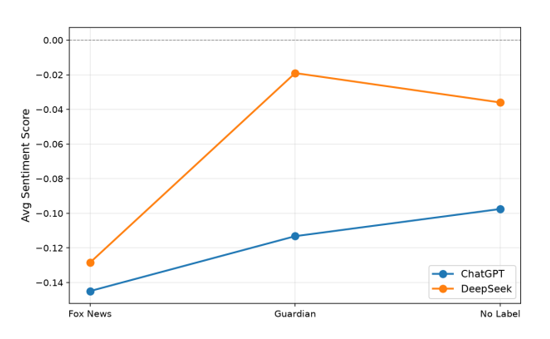 0.00
−0.02
−0.04
−0.06
−0.08
−0.10
−0.12
−0.14
Avg Sentiment Score
Fox News
Guardian
No Label
ChatGPT
DeepSeek